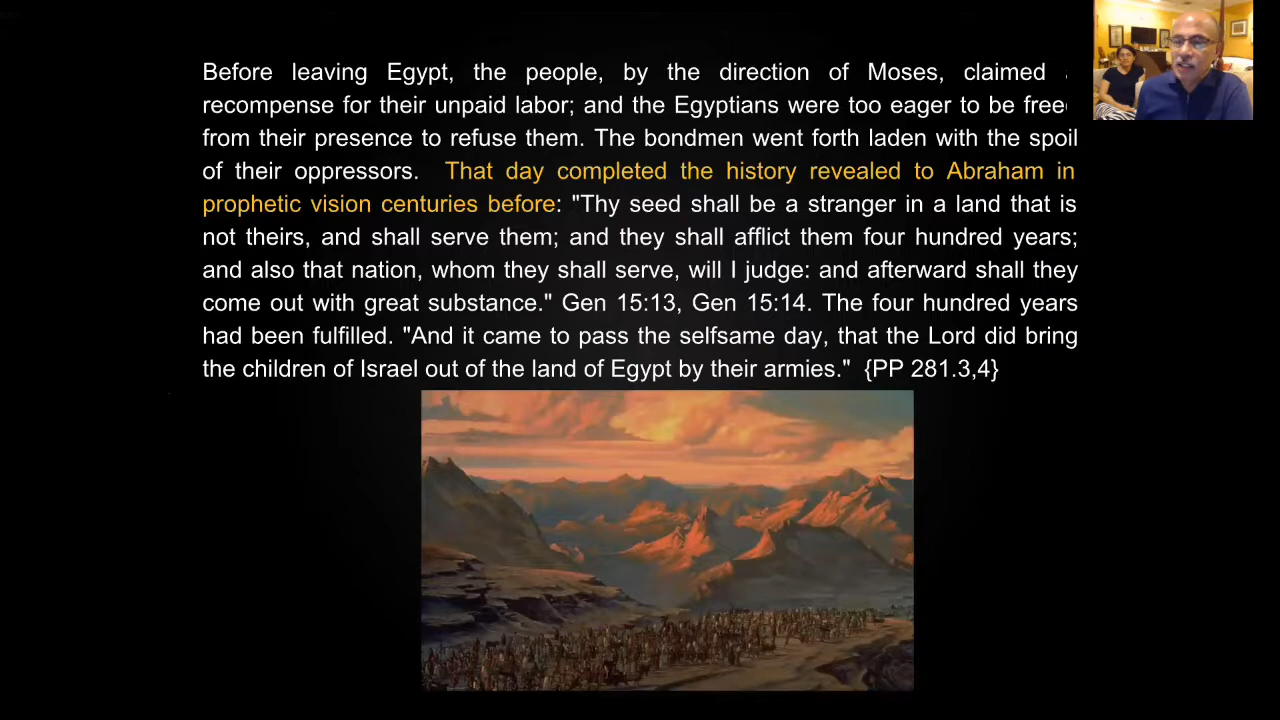 Before leaving Egypt, the people, by the direction of Moses, claimed
recompense for their unpaid labor; and the Egyptians were too eager to be freed
from their presence to refuse them. The bondmen went forth laden with the spoil
of their oppressors. That day completed the history revealed to Abraham in
prophetic vision centuries before: "Thy seed shall be a stranger in a land that is
not theirs, and shall serve them; and they shall afflict them four hundred years;
and also that nation, whom they shall serve, will I judge: and afterward shall they
come out with great substance." Gen 15:13, Gen 15:14. The four hundred years
had been fulfilled. "And it came to pass the selfsame day, that the Lord did bring
the children of Israel out of the land of Egypt by their armies." {PP 281.3,4}